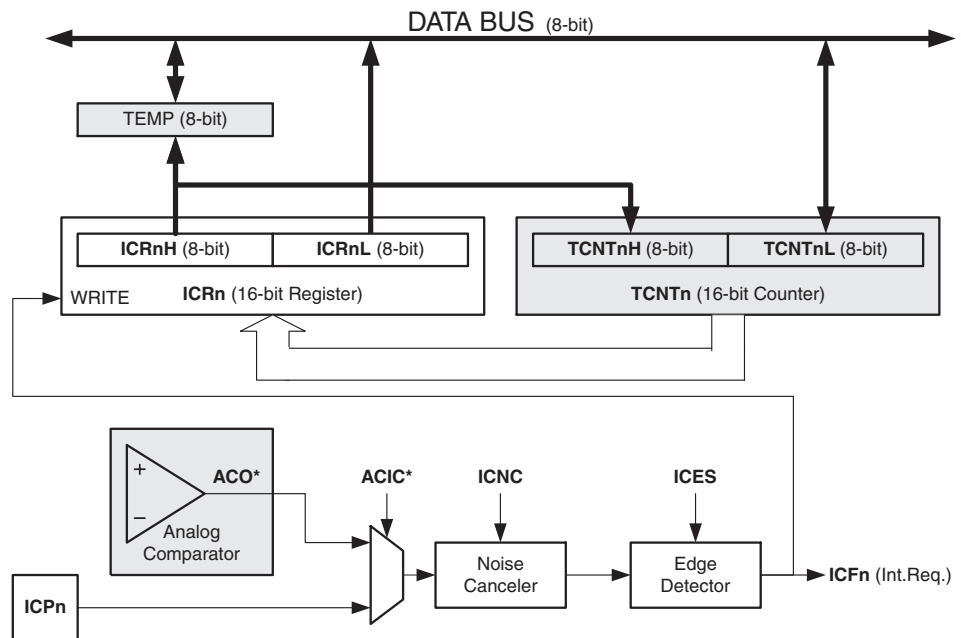 DATA BUS (8-bit)
TEMP (8-bit)
ICRnH (8-bit) ICRnL (8-bit) TCNTnH (8-bit) TCNTnL (8-bit)
WRITE ICRn (16-bit Register) TCNTn (16-bit Counter)
+ ACO* ACIC* ICNC ICES
−
Analog
Comparator
Noise
Canceler
Edge
Detector
ICFn (Int.Req.)
ICPn